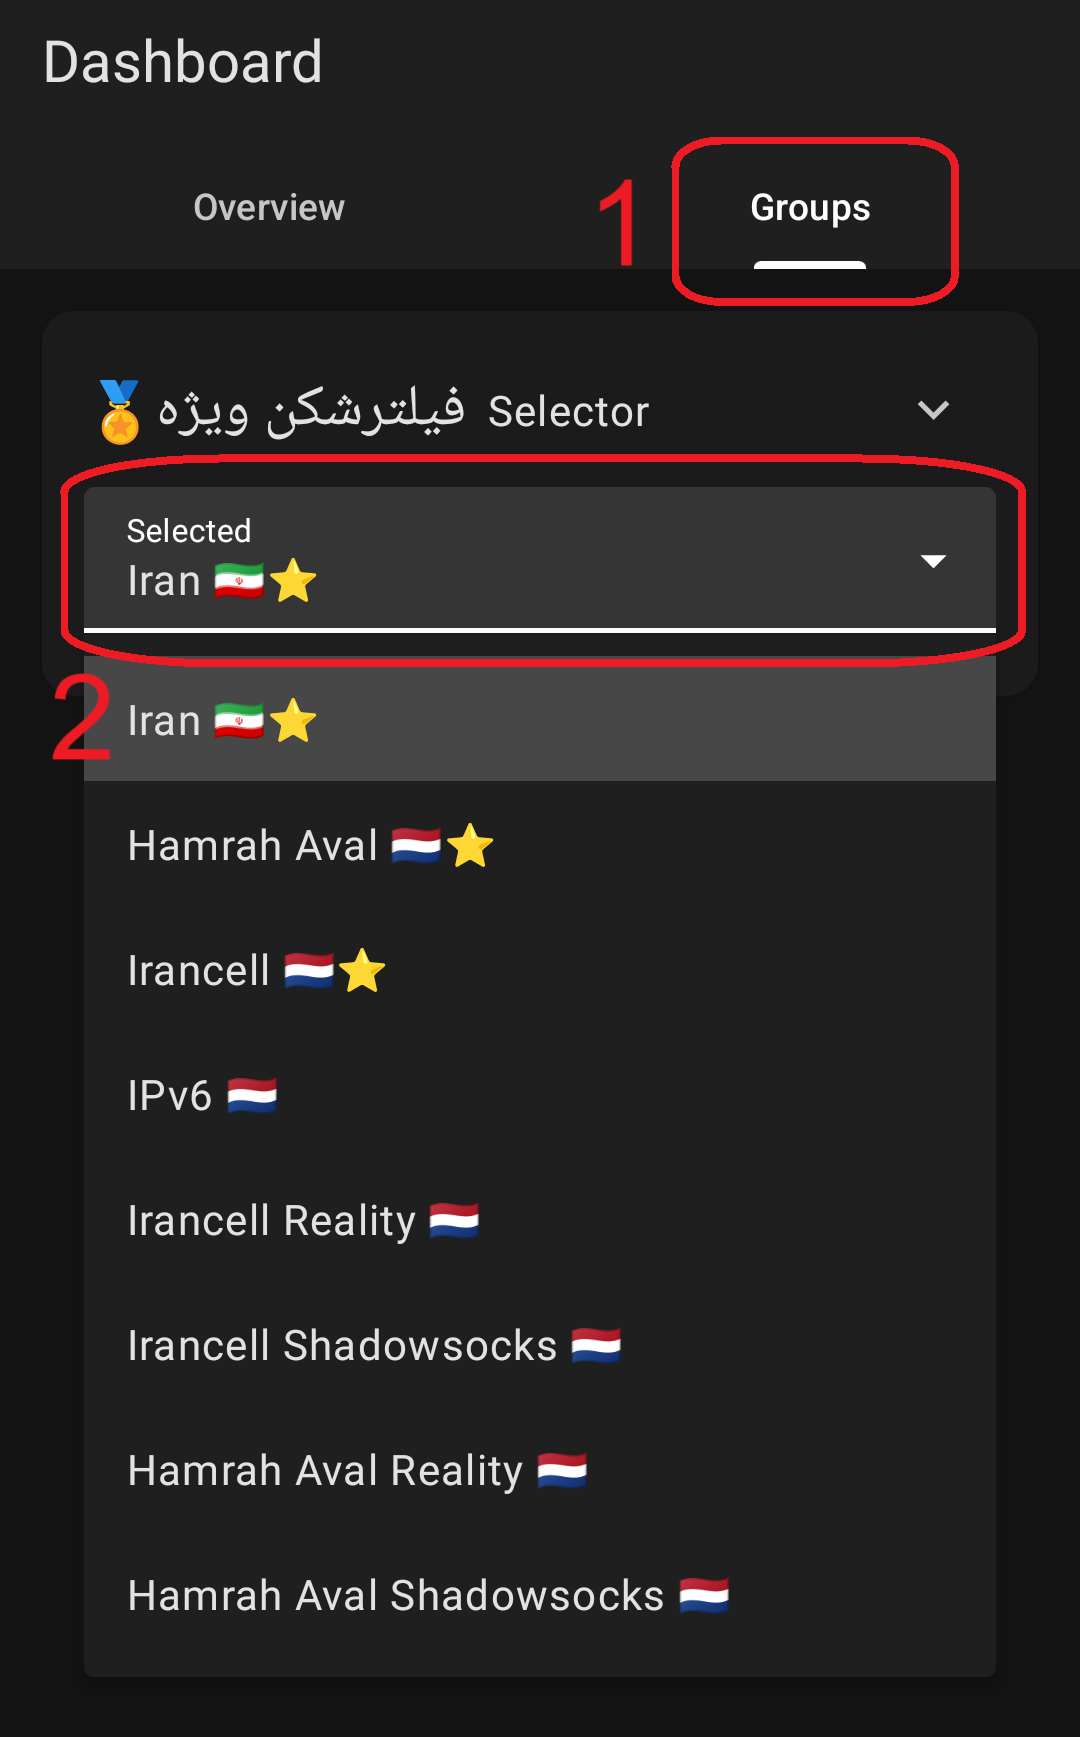 Dashboard
Overview
1
Groups
🏅 فیلترشکن ویژه Selector
Selected
Iran 🇮🇷⭐
2
Iran 🇮🇷⭐
Hamrah Aval 🇳🇱⭐
Irancell 🇳🇱⭐
IPv6 🇳🇱
Irancell Reality 🇳🇱
Irancell Shadowsocks 🇳🇱
Hamrah Aval Reality 🇳🇱
Hamrah Aval Shadowsocks 🇳🇱